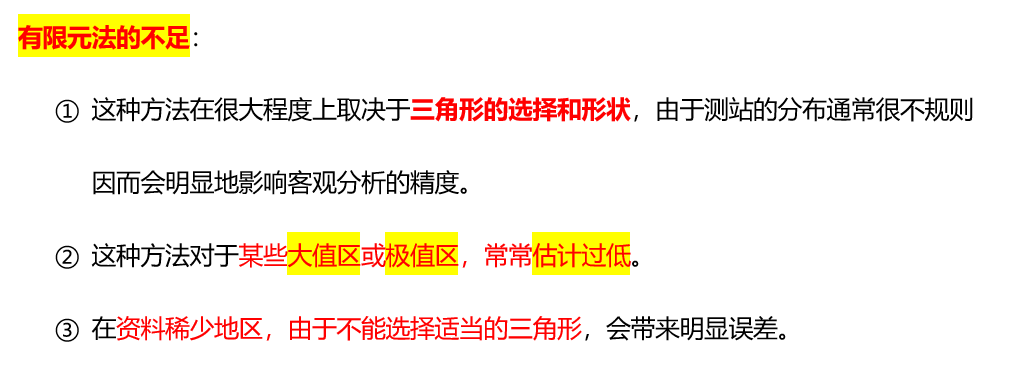 有限元法的不足：
① 这种方法在很大程度上取决于三角形的选择和形状，由于测站的分布通常很不规则
因而会明显地影响客观分析的精度。
② 这种方法对于某些大值区或极值区，常常估计过低。
③ 在资料稀少地区，由于不能选择适当的三角形，会带来明显误差。